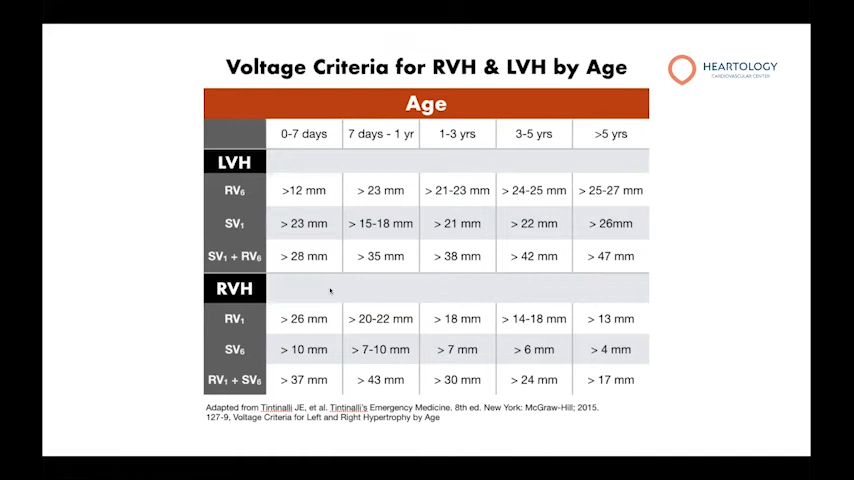 Voltage Criteria for RVH & LVH by Age
HEARTOLOGY
CARDIOVASCULAR CENTER
Age
0-7 days 7 days - 1 yr 1-3 yrs 3-5 yrs >5 yrs
LVH
RV6 >12 mm > 23 mm > 21-23 mm > 24-25 mm > 25-27 mm
SV1 > 23 mm > 15-18 mm > 21 mm > 22 mm > 26mm
SV1 + RV6 > 28 mm > 35 mm > 38 mm > 42 mm > 47 mm
RVH
RV1 > 26 mm > 20-22 mm > 18 mm > 14-18 mm > 13 mm
SV6 > 10 mm > 7-10 mm > 7 mm > 6 mm > 4 mm
RV1 + SV6 > 37 mm > 43 mm > 30 mm > 24 mm > 17 mm
Adapted from Tintinalli JE, et al. Tintinalli's Emergency Medicine. 8th ed. New York: McGraw-Hill; 2015.
127-9, Voltage Criteria for Left and Right Hypertrophy by Age